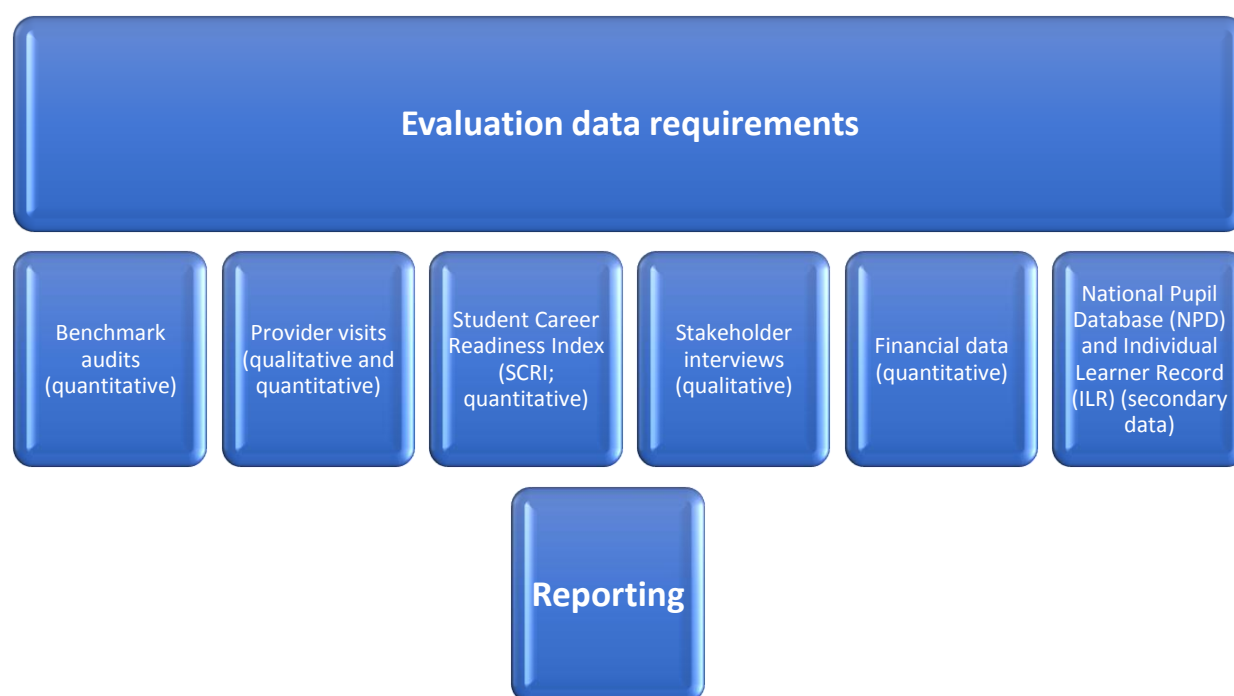 Evaluation data requirements
Benchmark
audits
(quantitative)
Provider visits
(qualitative and
quantitative)
Student Career
Readiness Index
(SCRI;
quantitative)
Stakeholder
interviews
(qualitative)
Financial data
(quantitative)
National Pupil
Database (NPD)
and Individual
Learner Record
(ILR) (secondary
data)
Reporting